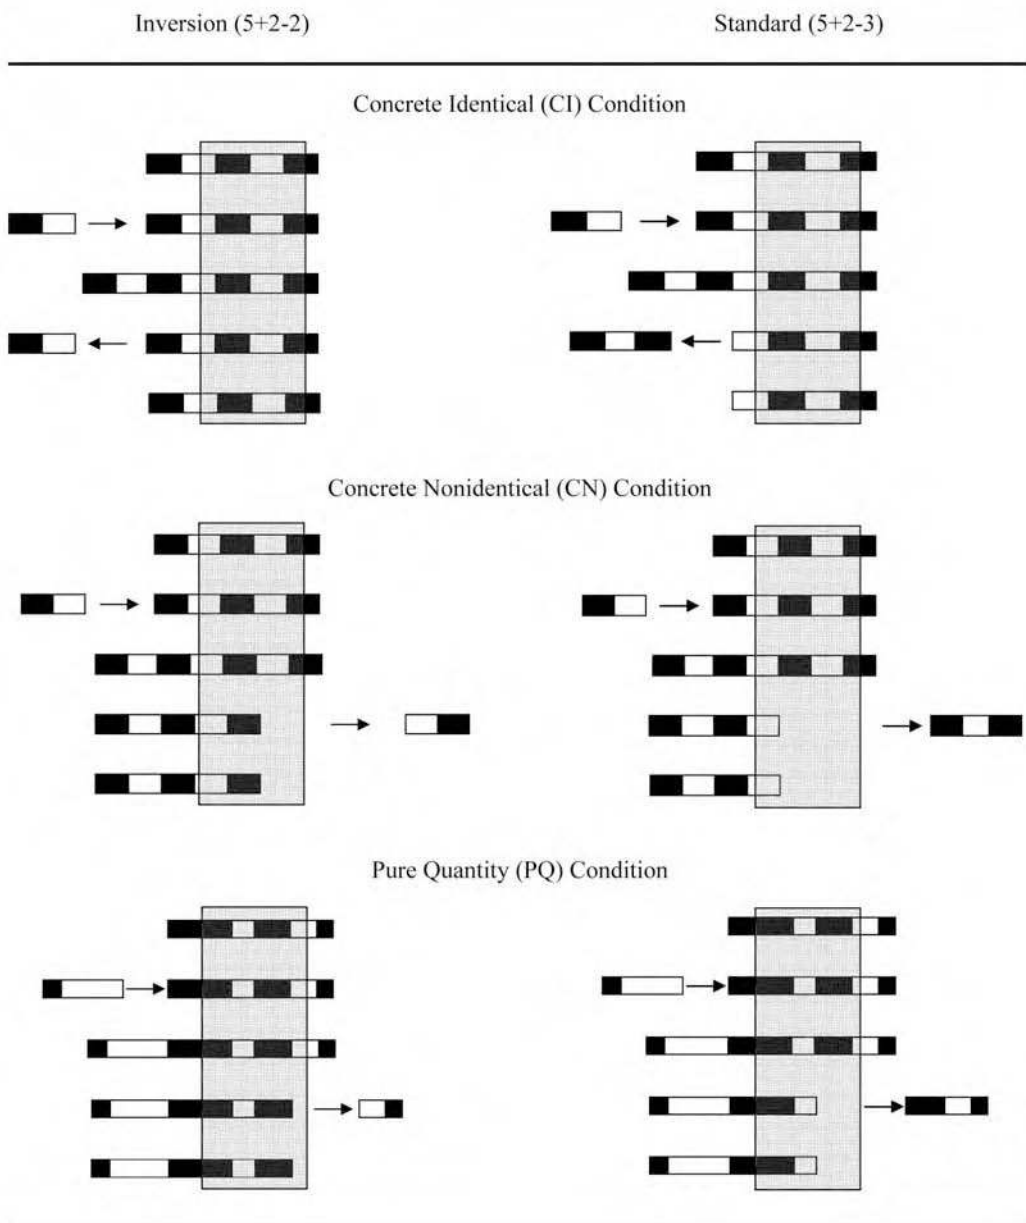 Inversion (5+2-2)
Standard (5+2-3)
Concrete Identical (CI) Condition
Concrete Nonidentical (CN) Condition
Pure Quantity (PQ) Condition